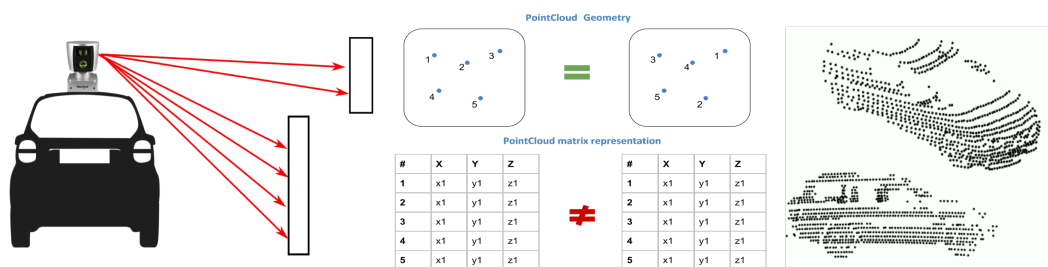 PointCloud Geometry
1 2 3 4 5
3 4 1 5 2
PointCloud matrix representation
# X Y Z
1 x1 y1 z1
2 x1 y1 z1
3 x1 y1 z1
4 x1 y1 z1
5 x1 y1 z1
# X Y Z
1 x1 y1 z1
2 x1 y1 z1
3 x1 y1 z1
4 x1 y1 z1
5 x1 y1 z1